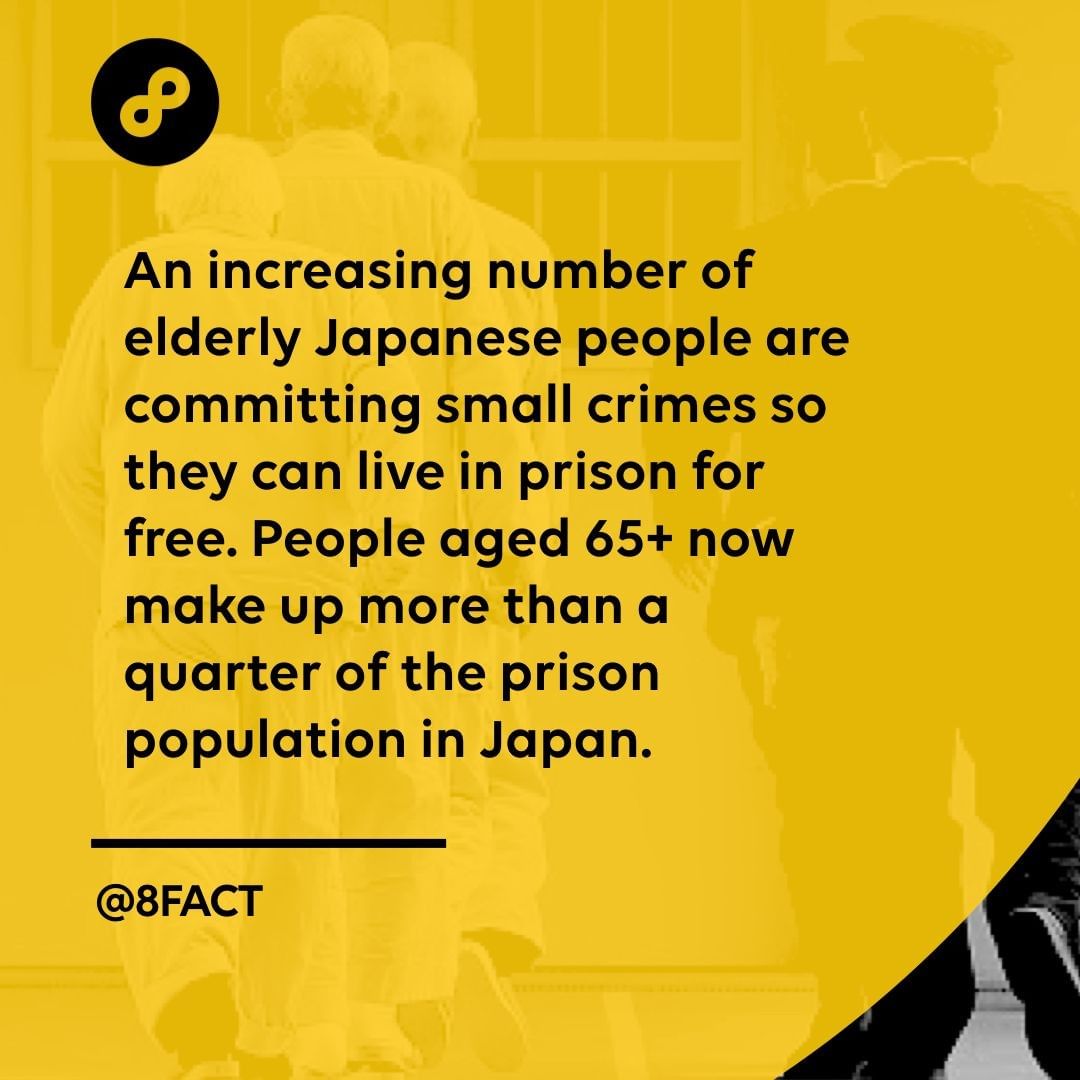 An increasing number of
elderly Japanese people are
committing small crimes so
they can live in prison for
free. People aged 65+ now
make up more than a
quarter of the prison
population in Japan.
@8FACT